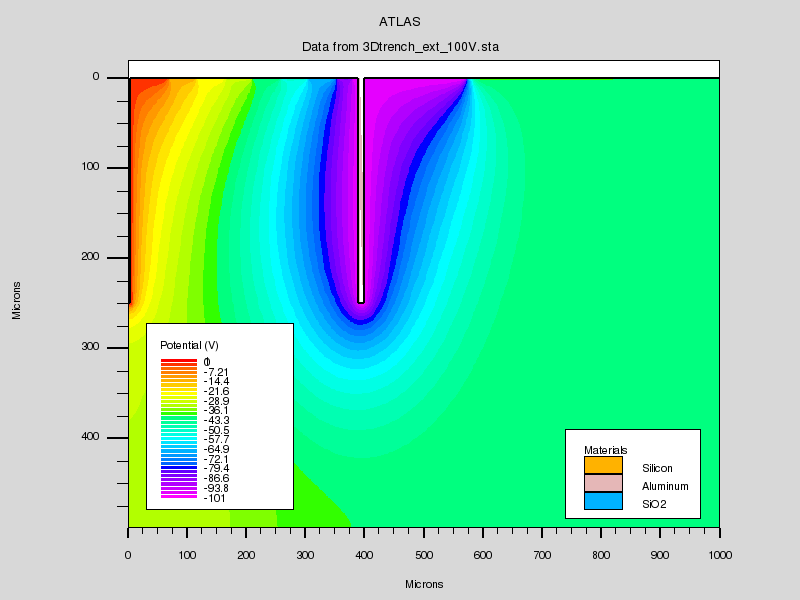 ATLAS
Data from 3Dtrench_ext_100V.sta
0
100
200
300
400
Microns
Potential (V)
-7.21
-14.4
-21.6
-28.9
-36.1
-43.3
-50.5
-57.7
-64.9
-72.1
-79.4
-86.6
-93.8
-101
Materials
Silicon
Aluminum
SiO2
0 100 200 300 400 500 600 700 800 900 1000
Microns